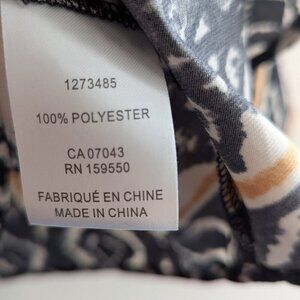 1273485
100% POLYESTER
CA 07043
RN 159550
FABRIQUÉ EN CHINE
MADE IN CHINA